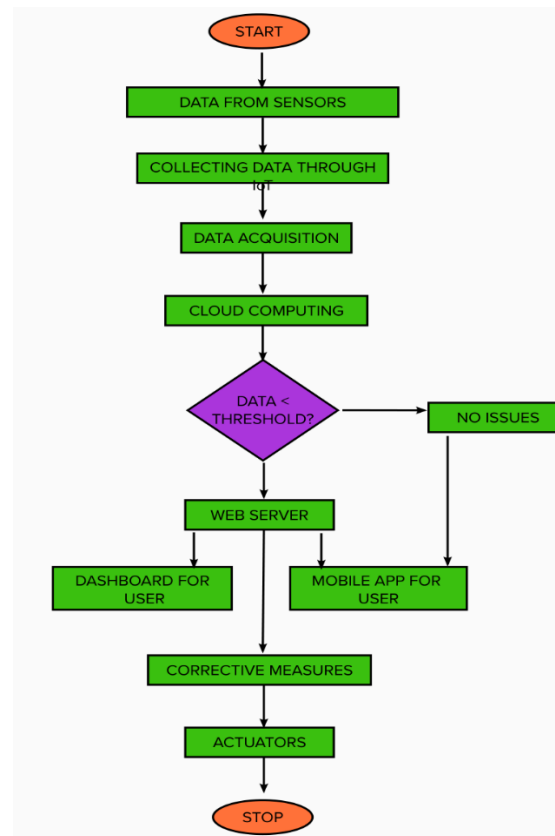 START
DATA FROM SENSORS
COLLECTING DATA THROUGH
IoT
DATA ACQUISITION
CLOUD COMPUTING
DATA <
THRESHOLD?
NO ISSUES
WEB SERVER
DASHBOARD FOR
USER
MOBILE APP FOR
USER
CORRECTIVE MEASURES
ACTUATORS
STOP